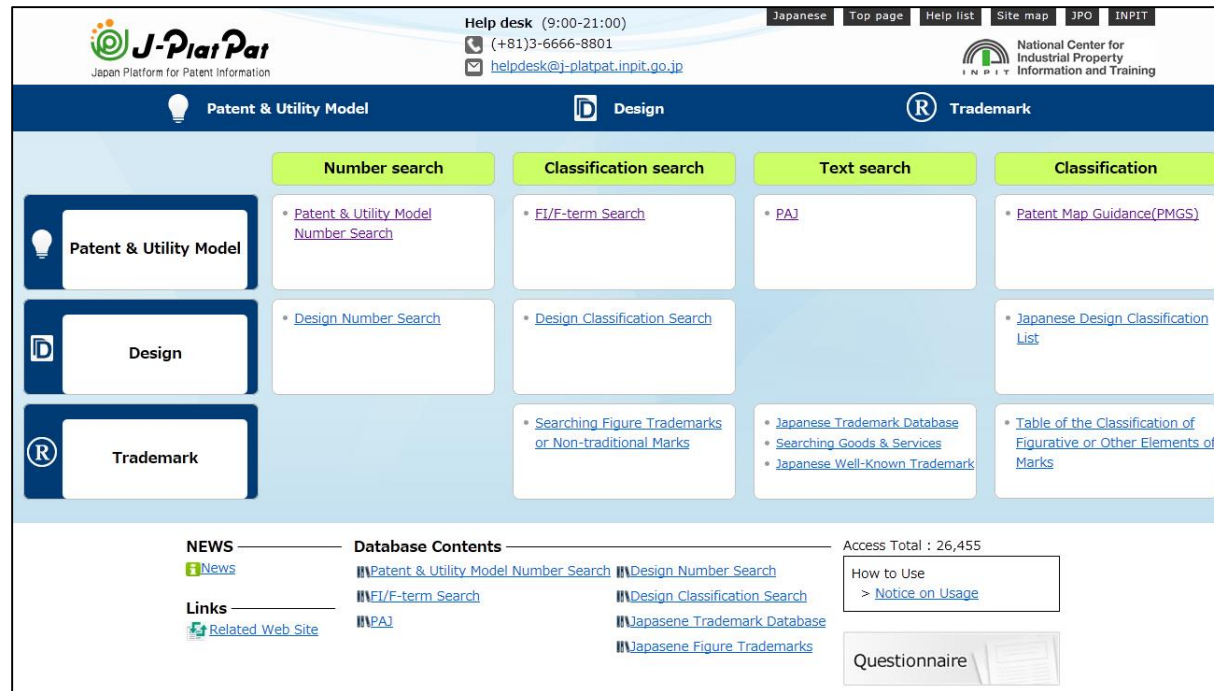 J-PlatPat
Japan Platform for Patent Information
Help desk (9:00-21:00)
(+81)3-6666-8801
helpdesk@j-platpat.inpit.go.jp
Japanese Top page Help list Site map JPO INPIT
INPIT
National Center for
Industrial Property
Information and Training
Patent & Utility Model
D Design
R Trademark
Number search Classification search Text search Classification
Patent & Utility Model
• Patent & Utility Model
Number Search
• FI/F-term Search
• PAJ
• Patent Map Guidance(PMGS)
D Design
• Design Number Search
• Design Classification Search
• Japanese Design Classification
List
R Trademark
• Searching Figure Trademarks
or Non-traditional Marks
• Japanese Trademark Database
• Searching Goods & Services
• Japanese Well-Known Trademark
• Table of the Classification of
Figurative or Other Elements of
Marks
NEWS
News
Links
Related Web Site
Database Contents
Patent & Utility Model Number Search
FI/F-term Search
PAJ
Design Number Search
Design Classification Search
Japasene Trademark Database
Japasene Figure Trademarks
Access Total : 26,455
How to Use
> Notice on Usage
Questionnaire